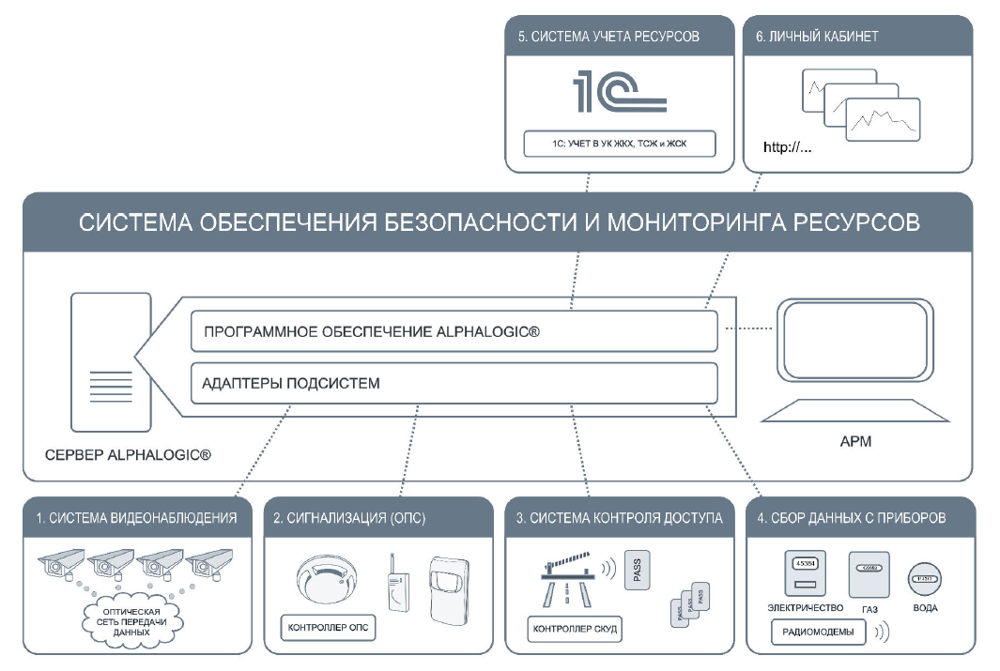 5. СИСТЕМА УЧЕТА РЕСУРСОВ
6. ЛИЧНЫЙ КАБИНЕТ
1С
1С: УЧЕТ В УК ЖКХ, ТСЖ и ЖСК
http://...
СИСТЕМА ОБЕСПЕЧЕНИЯ БЕЗОПАСНОСТИ И МОНИТОРИНГА РЕСУРСОВ
ПРОГРАММНОЕ ОБЕСПЕЧЕНИЕ ALPHALOGIC®
АДАПТЕРЫ ПОДСИСТЕМ
СЕРВЕР ALPHALOGIC®
АРМ
1. СИСТЕМА ВИДЕОНАБЛЮДЕНИЯ
ОПТИЧЕСКАЯ
СЕТЬ ПЕРЕДАЧИ
ДАННЫХ
2. СИГНАЛИЗАЦИЯ (ОПС)
КОНТРОЛЛЕР ОПС
3. СИСТЕМА КОНТРОЛЯ ДОСТУПА
PASS
PASS
PASS
PASS
КОНТРОЛЛЕР СКУД
4. СБОР ДАННЫХ С ПРИБОРОВ
45384
ЭЛЕКТРИЧЕСТВО
ГАЗ
ВОДА
РАДИОМОДЕМЫ